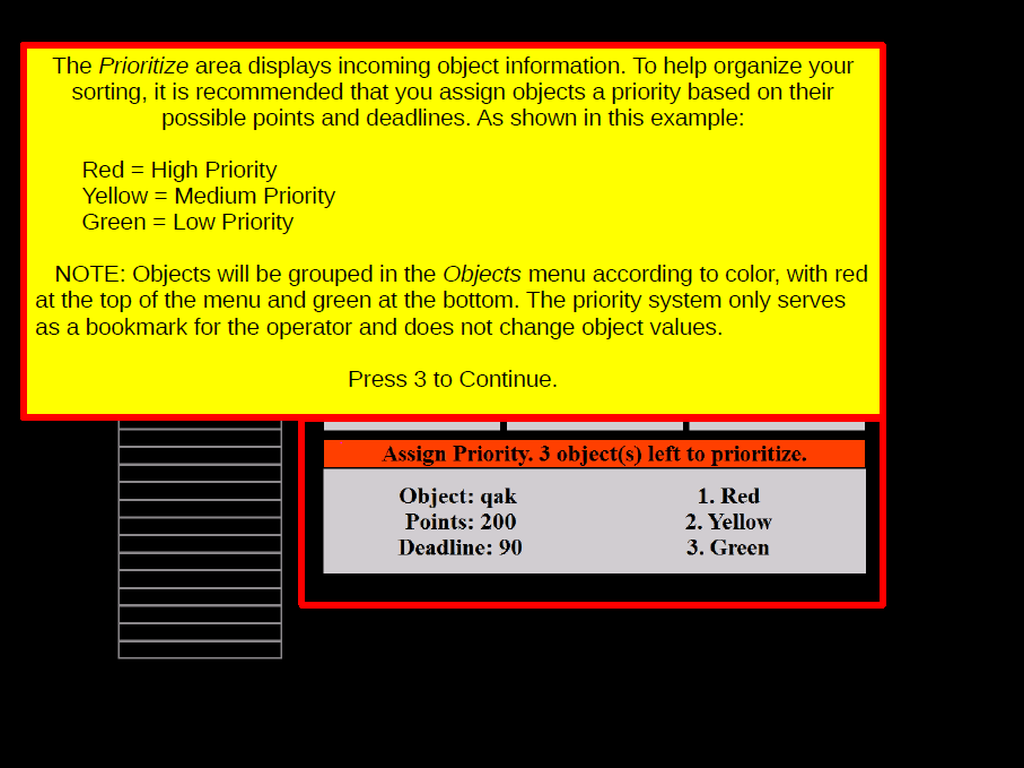 The Prioritize area displays incoming object information. To help organize your
sorting, it is recommended that you assign objects a priority based on their
possible points and deadlines. As shown in this example:
Red = High Priority
Yellow = Medium Priority
Green = Low Priority
NOTE: Objects will be grouped in the Objects menu according to color, with red
at the top of the menu and green at the bottom. The priority system only serves
as a bookmark for the operator and does not change object values.
Press 3 to Continue.
Assign Priority. 3 object(s) left to prioritize.
Object: qak
Points: 200
Deadline: 90
1. Red
2. Yellow
3. Green